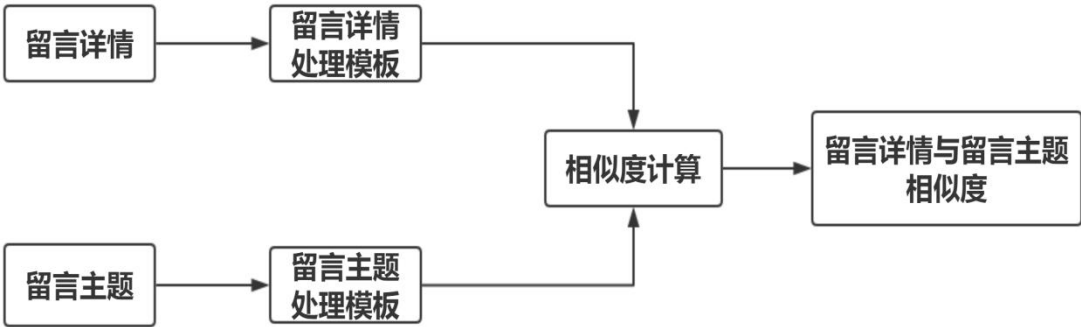 留言详情
留言详情
处理模板
相似度计算
留言详情与留言主题
相似度
留言主题
留言主题
处理模板